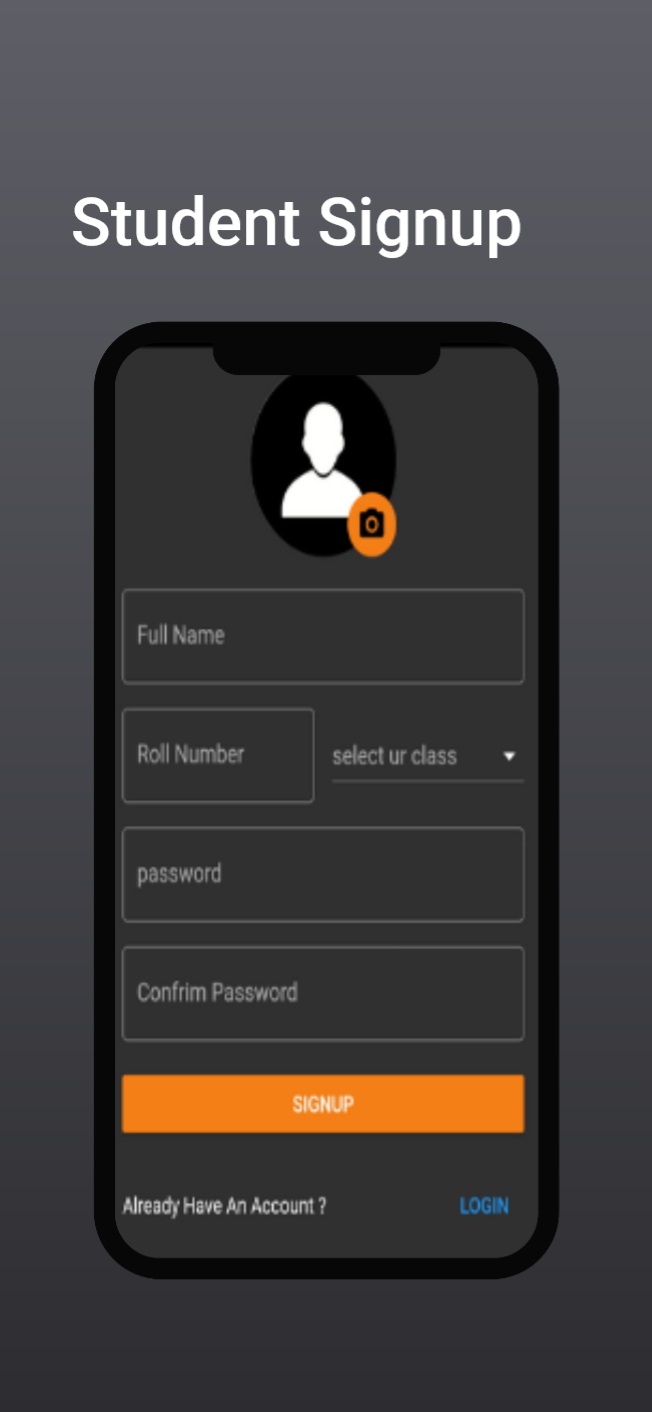 Student Signup
Full Name
Roll Number
select ur class
password
Confrim Password
SIGNUP
Already Have An Account ?
LOGIN